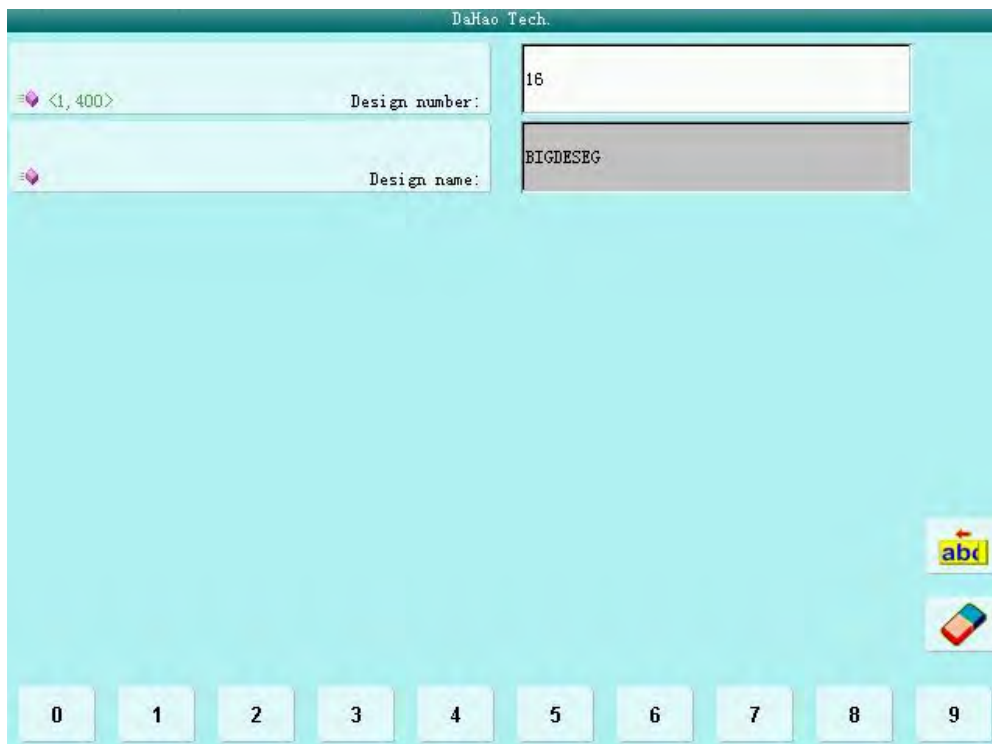 DaHao Tech.
<1,400> Design number: 16
Design name: BIGDESEG
abc
0 1 2 3 4 5 6 7 8 9